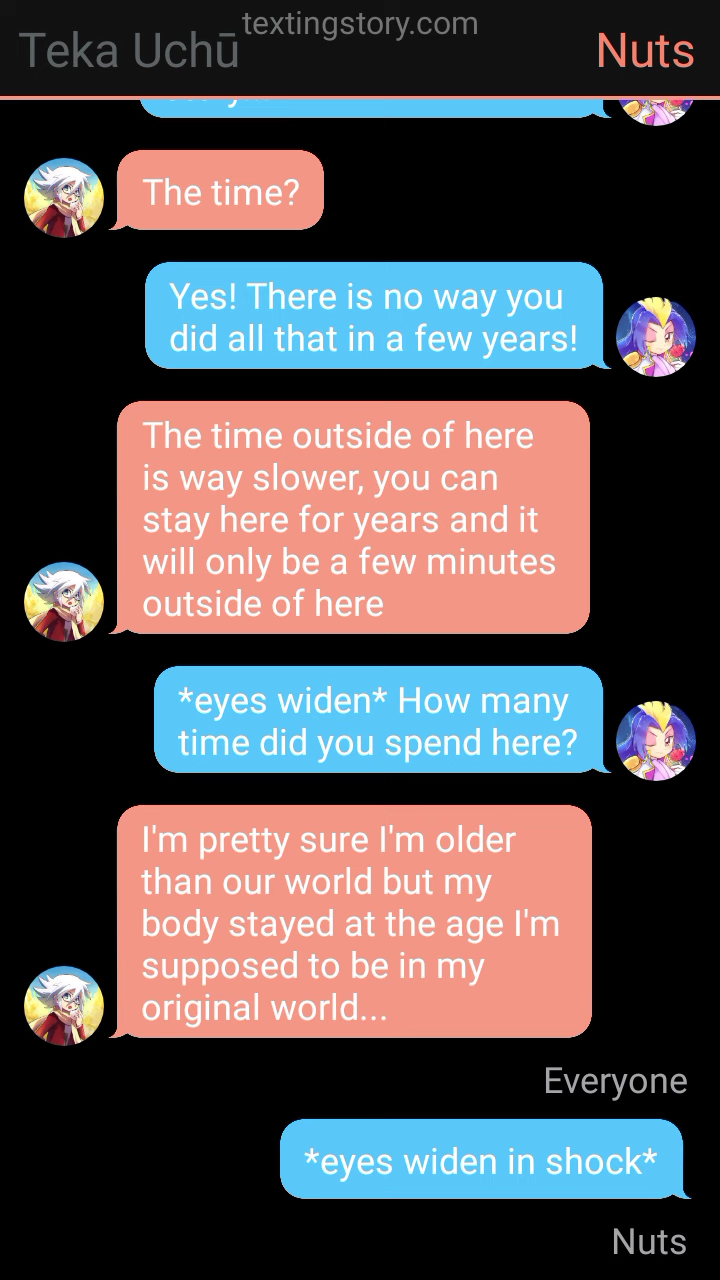 textingstory.com
Teka Uchū
Nuts
The time?
Yes! There is no way you
did all that in a few years!
The time outside of here
is way slower, you can
stay here for years and it
will only be a few minutes
outside of here
*eyes widen* How many
time did you spend here?
I'm pretty sure I'm older
than our world but my
body stayed at the age I'm
supposed to be in my
original world...
Everyone
*eyes widen in shock*
Nuts